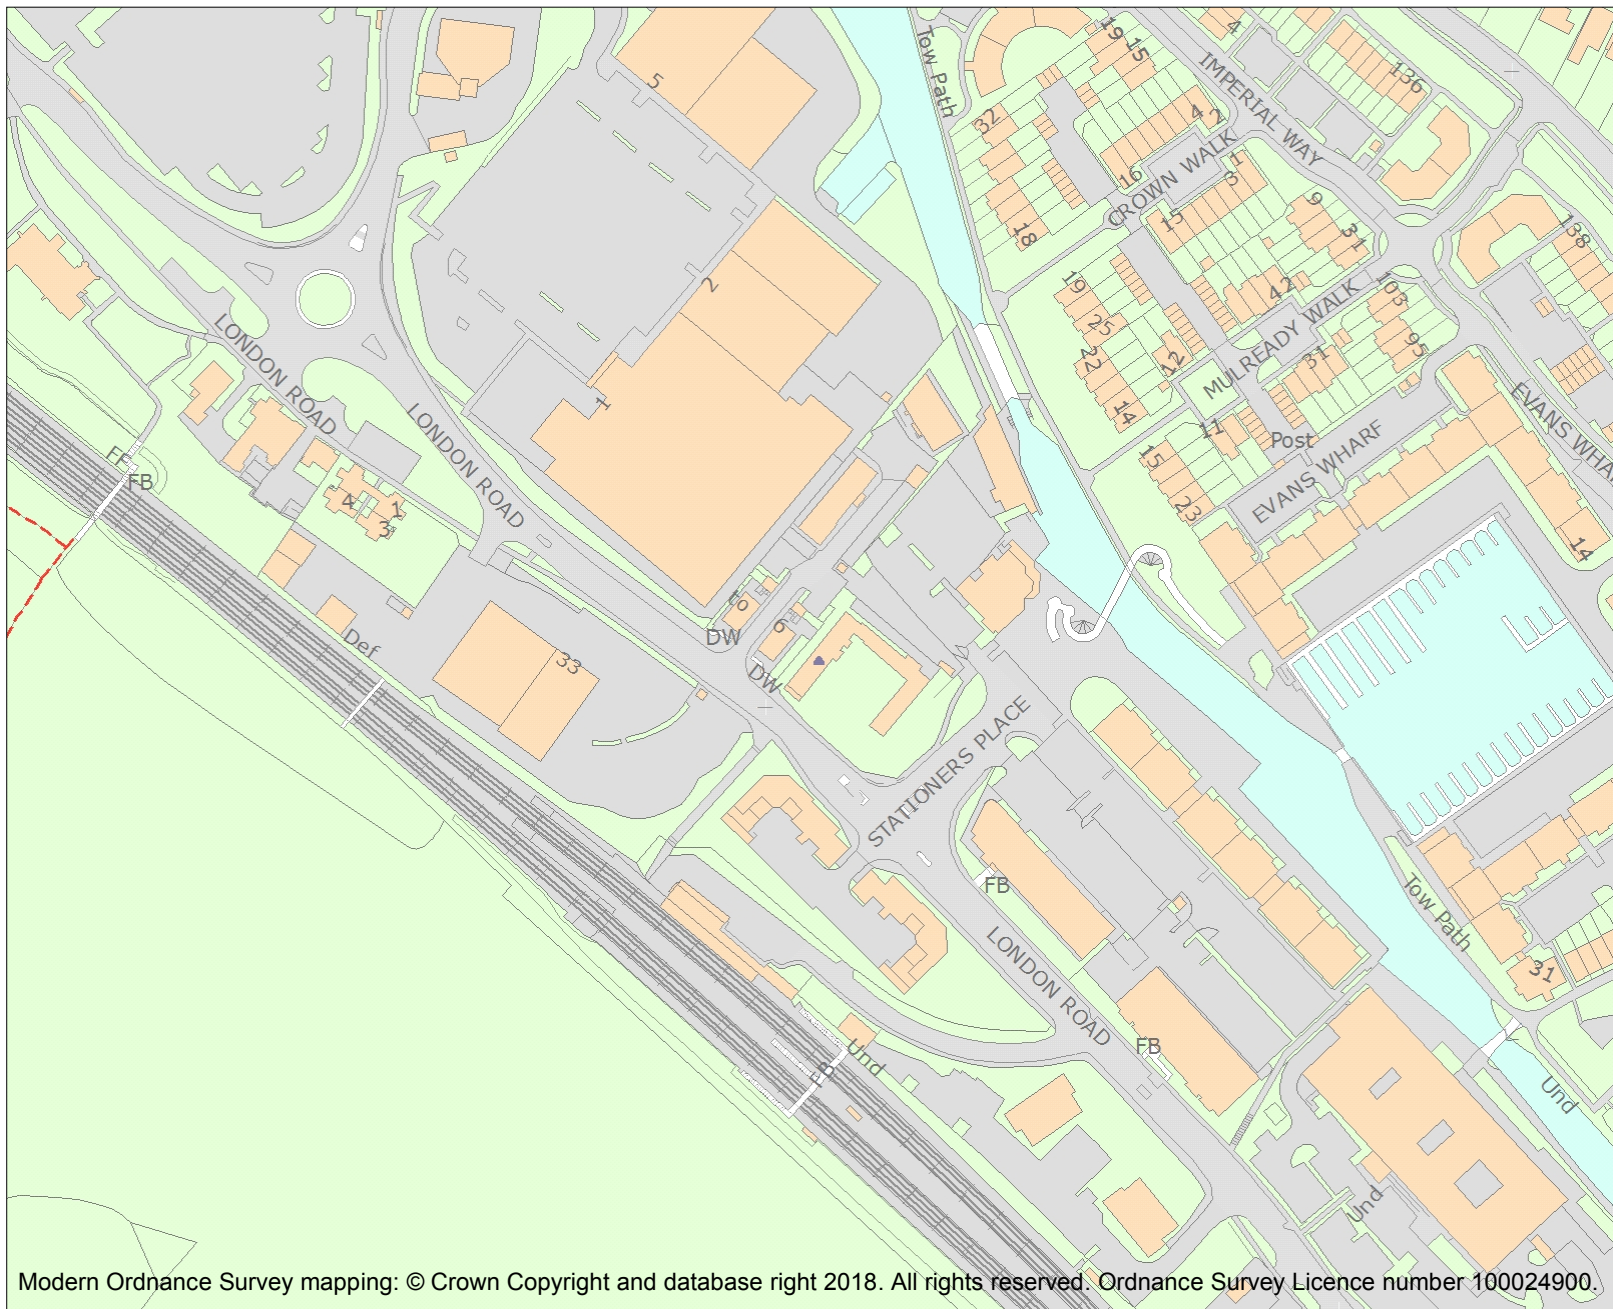 Tow Path
19
15
4
136
IMPERIAL WAY
5
32
4
2
16
CROWN WALK
1
3
15
18
9
31
138
2
19
25
22
14
12
42
103
MULREADY WALK
31
95
LONDON ROAD
LONDON ROAD
1
11
Post
EVANS WHARF
EVANS WHA
15
23
14
FF
FB
4
1
3
Def
33
to
DW
6
DW
STATIONERS PLACE
FB
LONDON ROAD
FB
Tow Path
31
Und
FB
Und
Und
Modern Ordnance Survey mapping: © Crown Copyright and database right 2018. All rights reserved. Ordnance Survey Licence number 100024900.